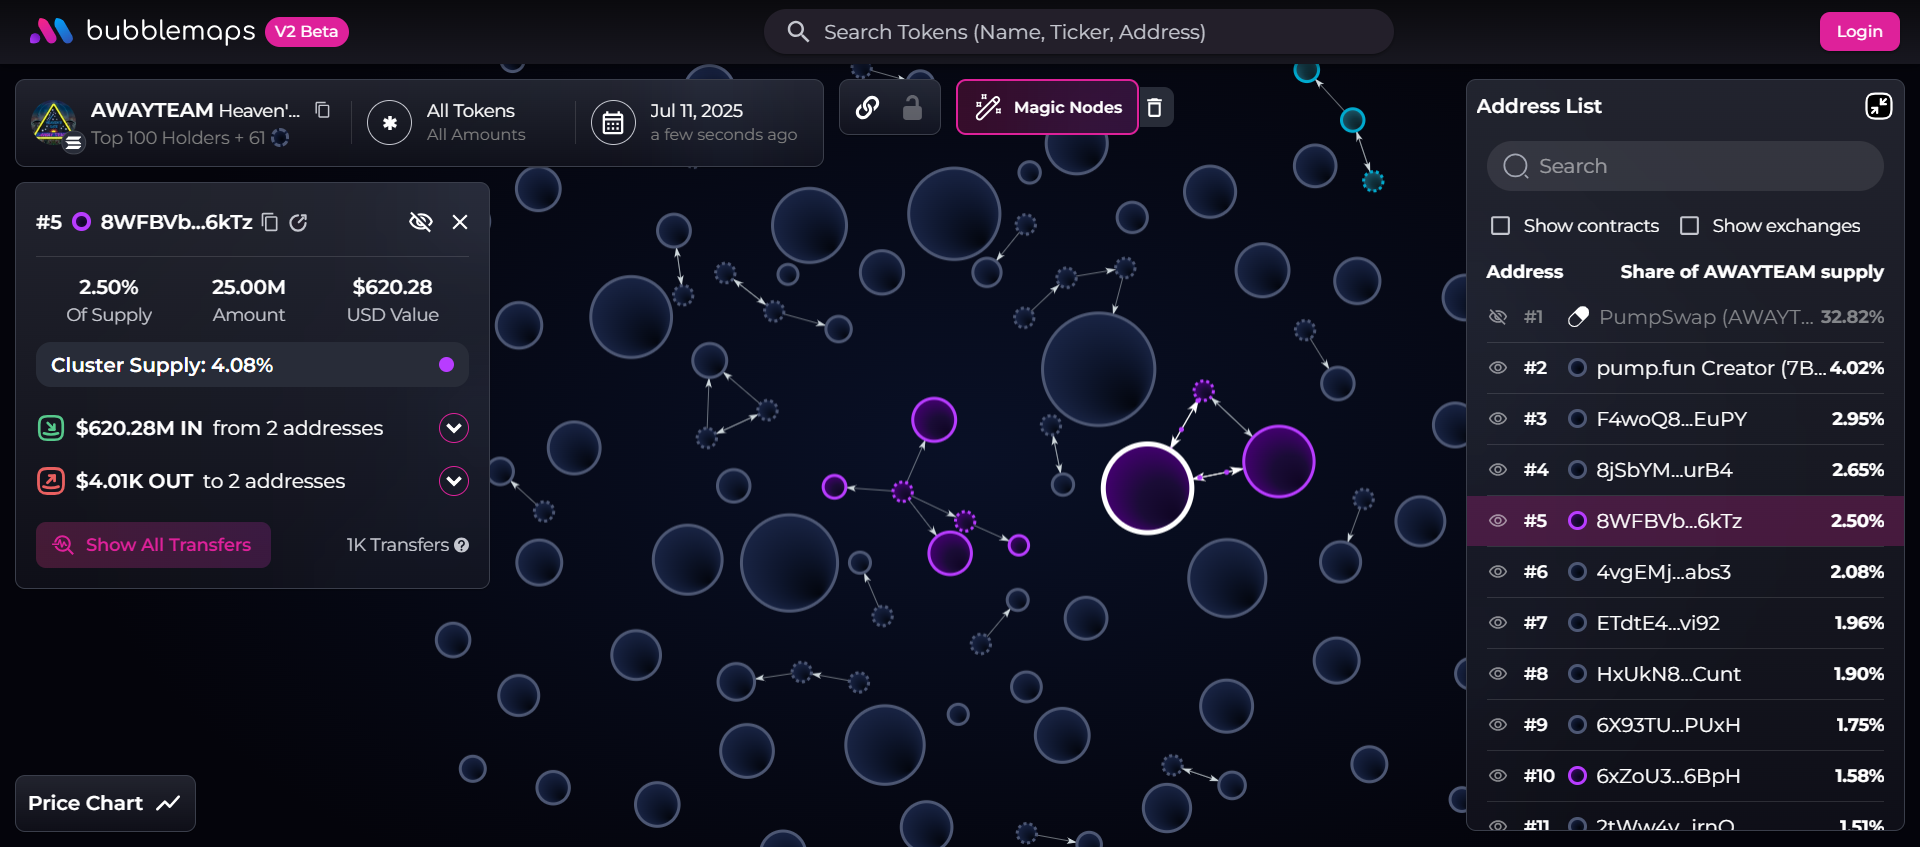 bubblemaps V2 Beta
Search Tokens (Name, Ticker, Address)
Login
AWAYTEAM Heaven'...
Top 100 Holders + 61
All Tokens
All Amounts
Jul 11, 2025
a few seconds ago
Magic Nodes
#5 8WFBVb...6kTz
2.50% 25.00M $620.28
Of Supply Amount USD Value
Cluster Supply: 4.08%
$620.28M IN from 2 addresses
$4.01K OUT to 2 addresses
Show All Transfers 1K Transfers ?
Price Chart
Address List
Search
Show contracts Show exchanges
Address Share of AWAYTEAM supply
#1 PumpSwap (AWAYT... 32.82%
#2 pump.fun Creator (7B... 4.02%
#3 F4woQ8...EuPY 2.95%
#4 8jSbYM...urB4 2.65%
#5 8WFBVb...6kTz 2.50%
#6 4vgEMj...abs3 2.08%
#7 ETdtE4...vi92 1.96%
#8 HxUkN8...Cunt 1.90%
#9 6X93TU...PUxH 1.75%
#10 6xZoU3...6BpH 1.58%
#11 1.51%